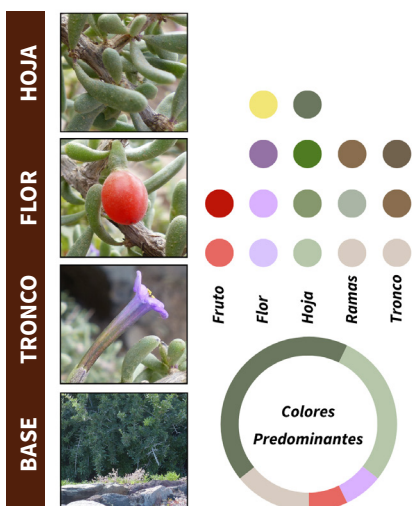 HOJA
FLOR
TRONCO
BASE
Fruto
Flor
Hoja
Ramas
Tronco
Colores
Predominantes